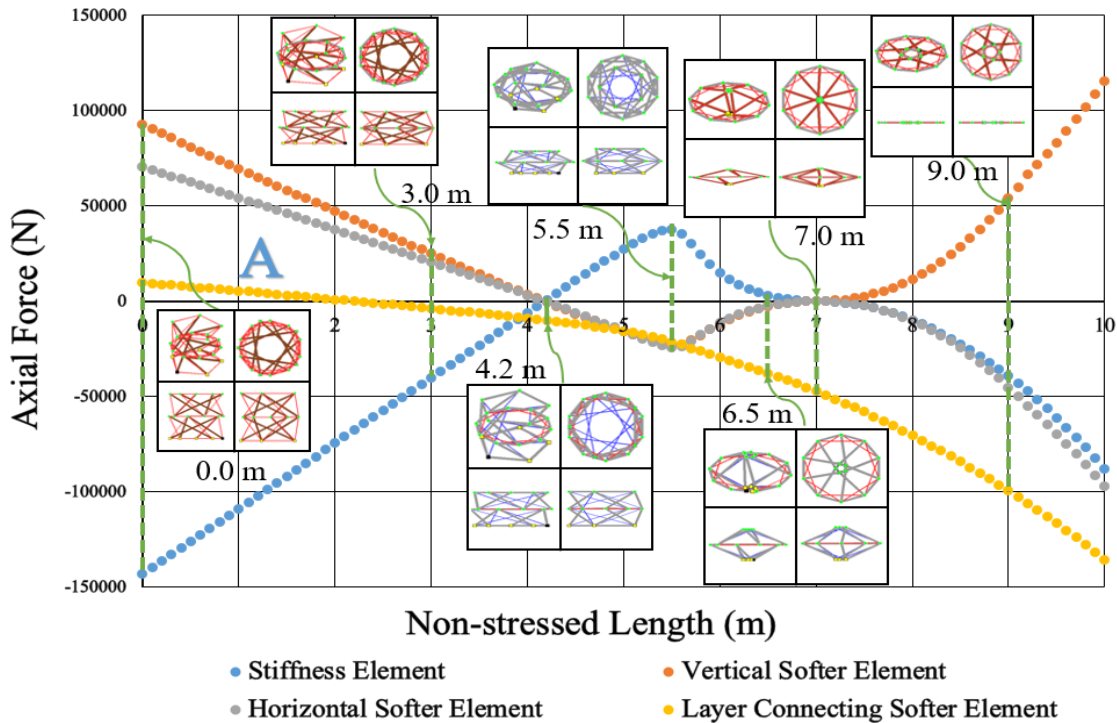 150000
100000
50000
0
-50000
-100000
-150000
Axial Force (N)
0 1 2 3 4 5 6 7 8 9 10
A
0.0 m
3.0 m
4.2 m
5.5 m
6.5 m
7.0 m
9.0 m
Non-stressed Length (m)
Stiffness Element
Vertical Softer Element
Horizontal Softer Element
Layer Connecting Softer Element